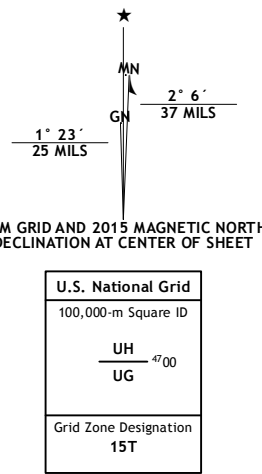 MN
GN
2° 6´
37 MILS
1° 23´
25 MILS
M GRID AND 2015 MAGNETIC NORTH
DECLINATION AT CENTER OF SHEET
U.S. National Grid
100,000-m Square ID
UH
4700
UG
Grid Zone Designation
15T